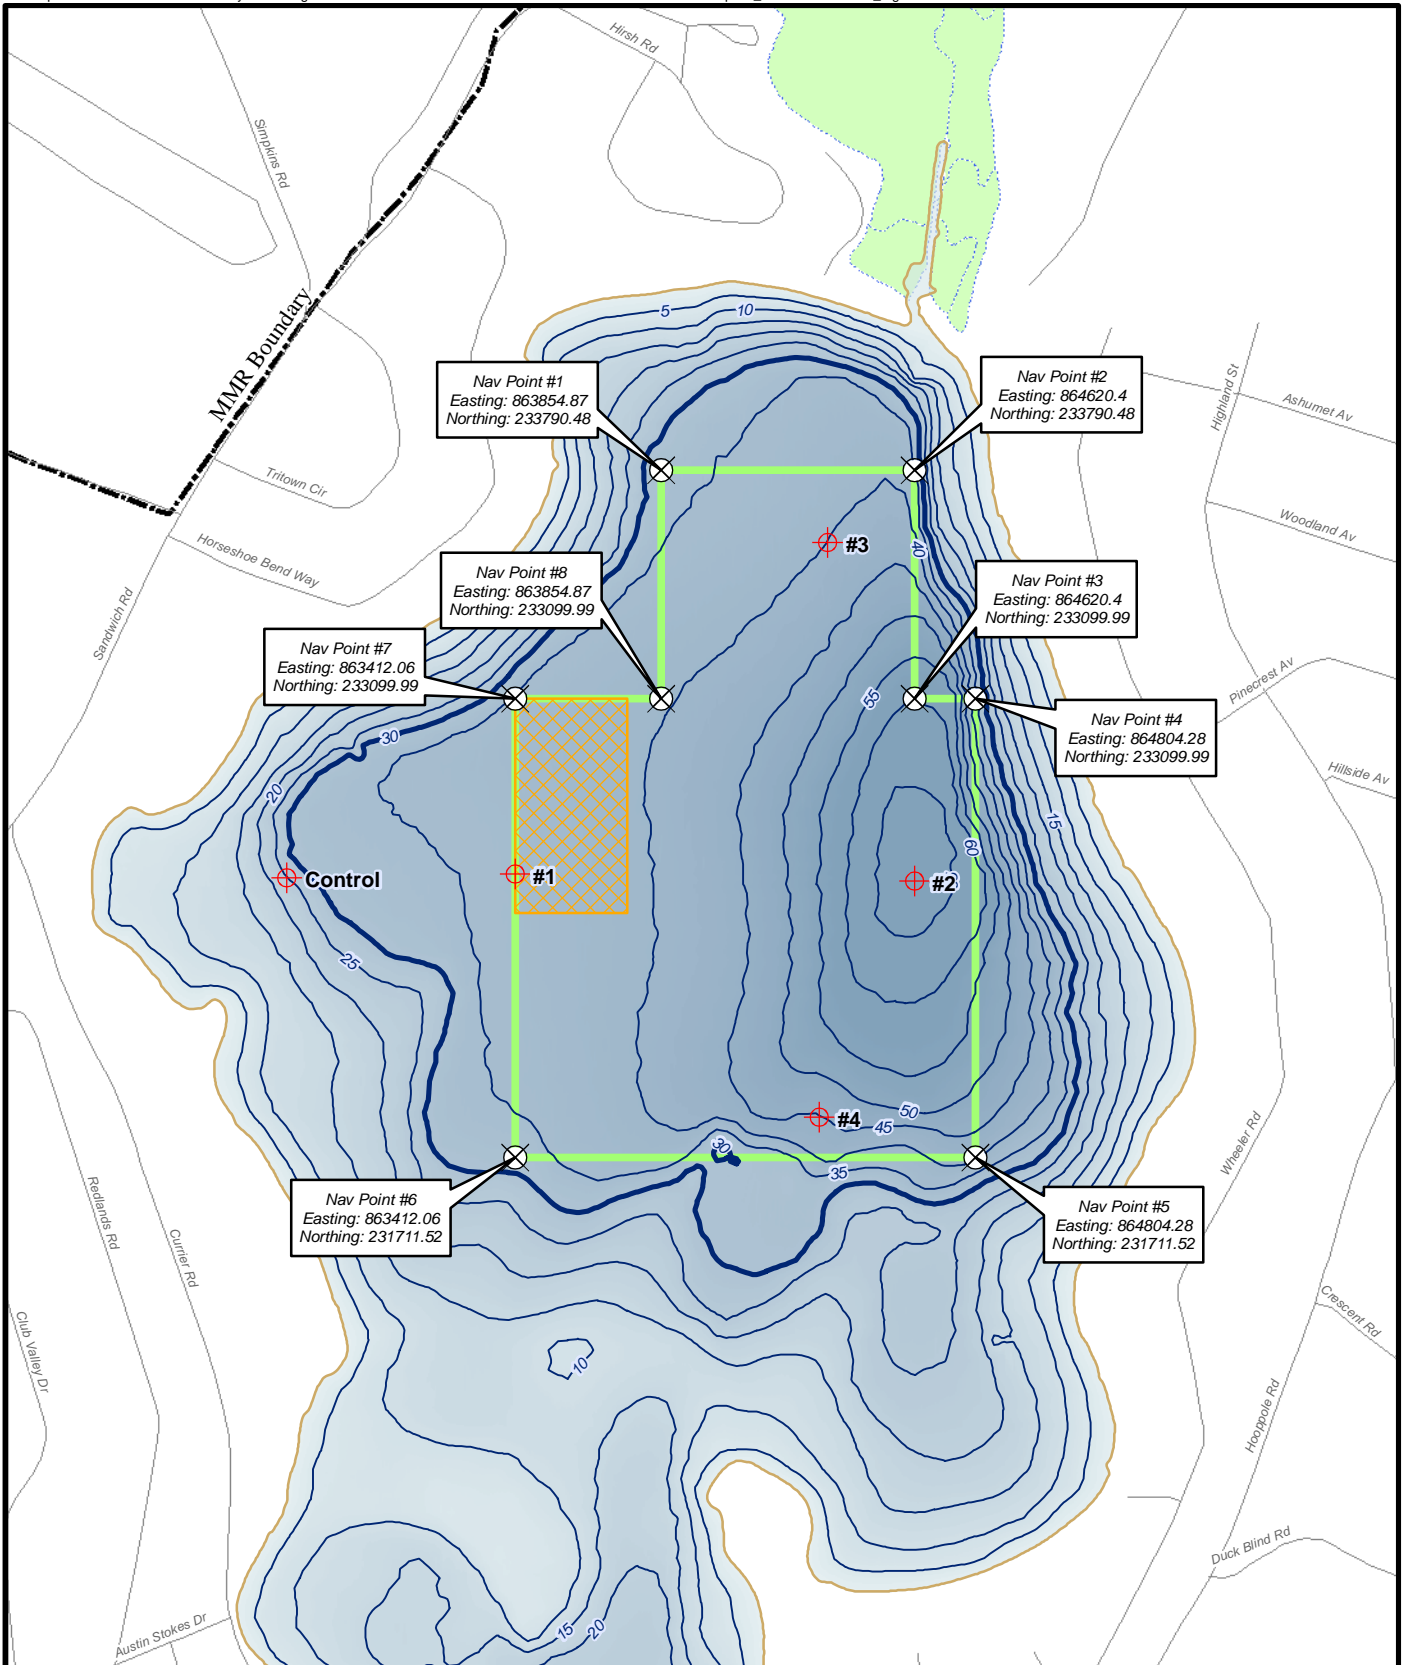 Hirsh Rd
Simpkins Rd
MMR Boundary
5
10
Nav Point #1
Easting: 863854.87
Northing: 233790.48
Nav Point #2
Easting: 864620.4
Northing: 233790.48
Highland St
Ashumet Av
Tritown Cir
Woodland Av
Horseshoe Bend Way
#3
40
Nav Point #8
Easting: 863854.87
Northing: 233099.99
Nav Point #3
Easting: 864620.4
Northing: 233099.99
Sandwich Rd
Nav Point #7
Easting: 863412.06
Northing: 233099.99
Pinecrest Av
55
Nav Point #4
Easting: 864804.28
Northing: 233099.99
30
Hillside Av
20
15
60
Control
#1
#2
25
50
45
#4
Wheeler Rd
30
35
Redlands Rd
Nav Point #6
Easting: 863412.06
Northing: 231711.52
Nav Point #5
Easting: 864804.28
Northing: 231711.52
Currier Rd
Crescent Rd
Club Valley Dr
10
Hooppole Rd
Duck Blind Rd
15
20
Austin Stokes Dr